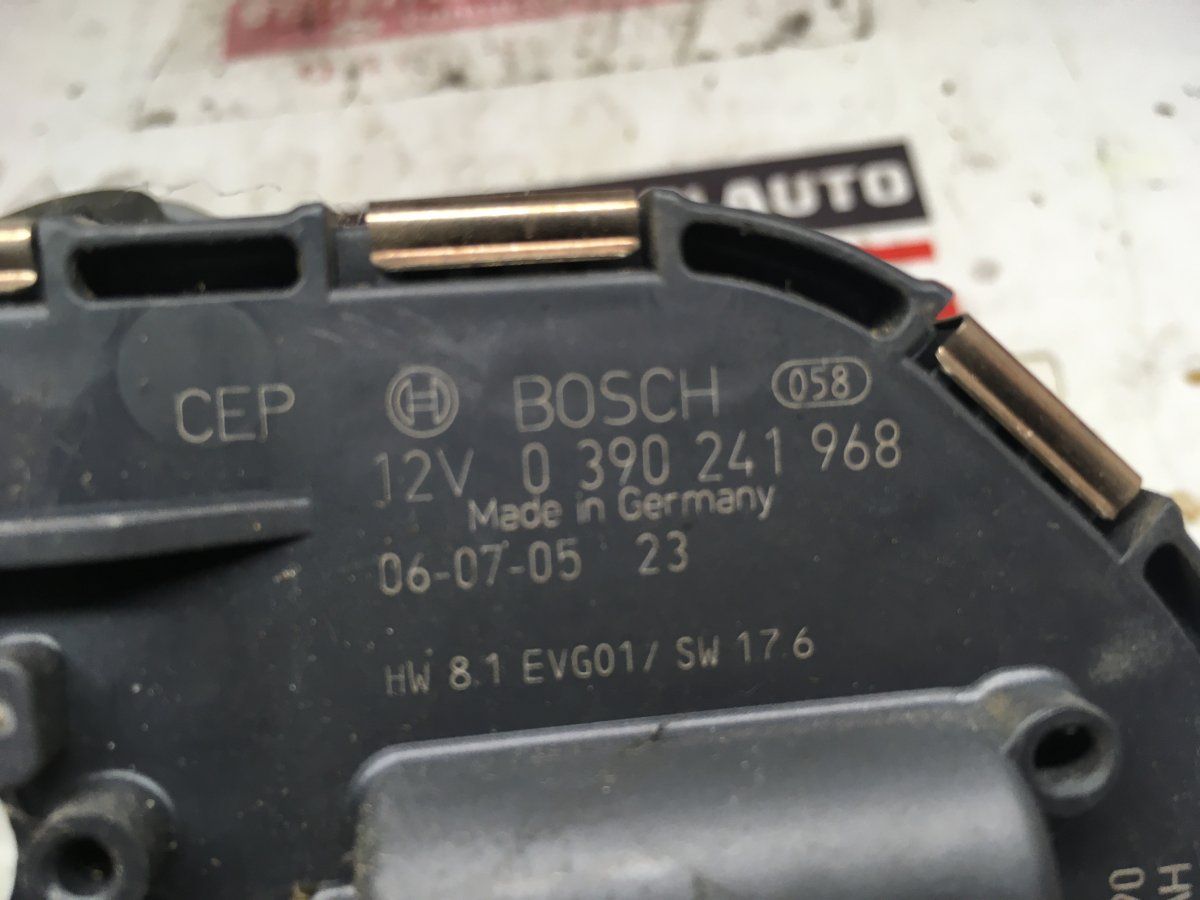 AUTO
CEP BOSCH 058
12V 0 390 241 968
Made in Germany
06-07-05 23
HW 8.1 EVG01/ SW 17.6